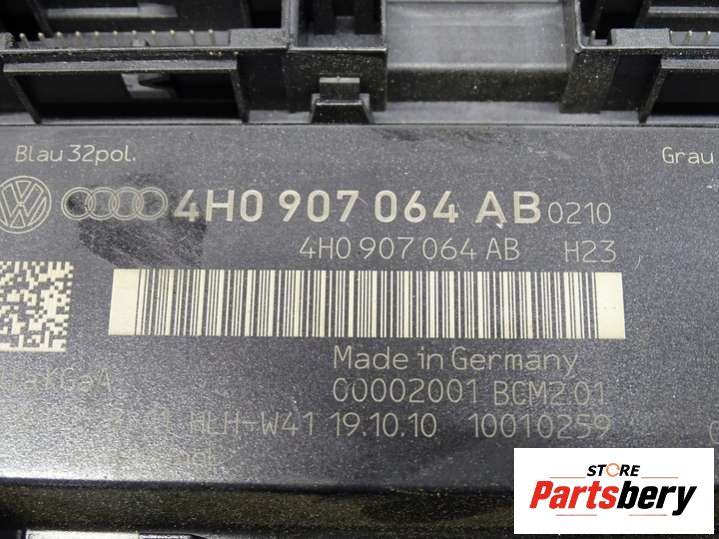 Blau 32pol.
Grau
4H0 907 064 AB 0210
4H0 907 064 AB H23
Made in Germany
00002001 BCM2.01
HLH-W41 19.10.10 10010259
STORE
Partsbery